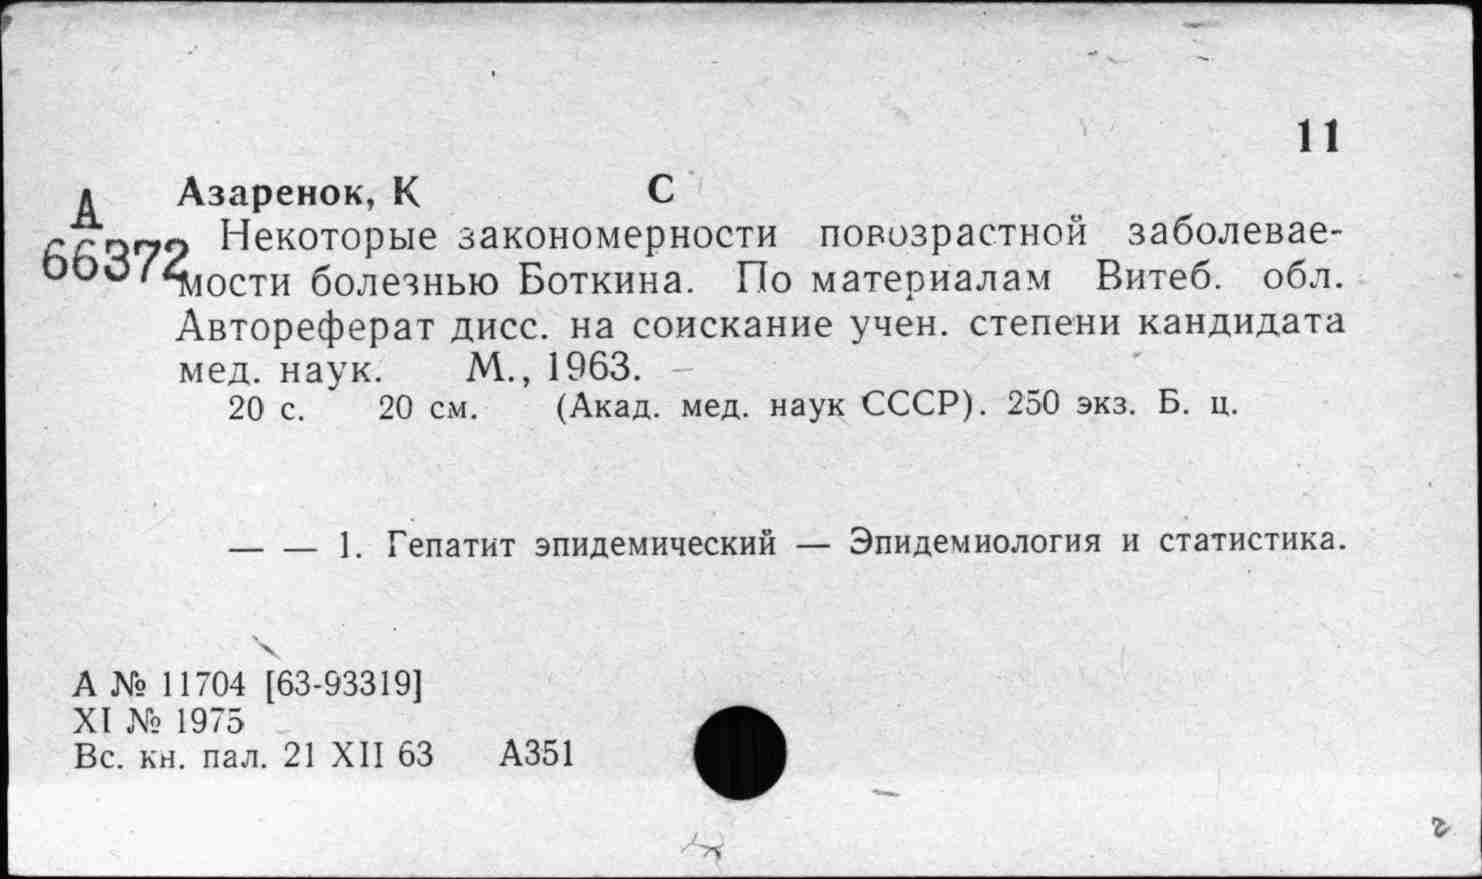 11
Азаренок, К С
А
66372
Некоторые закономерности повозрастной заболевае-
мости болезнью Боткина. По материалам Витеб. обл.
Автореферат дисс. на соискание учен. степени кандидата
мед. наук. М., 1963.
20 с. 20 см. (Акад. мед. наук СССР). 250 экз. Б. ц.
— — 1. Гепатит эпидемический — Эпидемиология и статистика.
А № 11704 [63-93319]
XI № 1975
Вс. кн. пал. 21 XII 63 А351